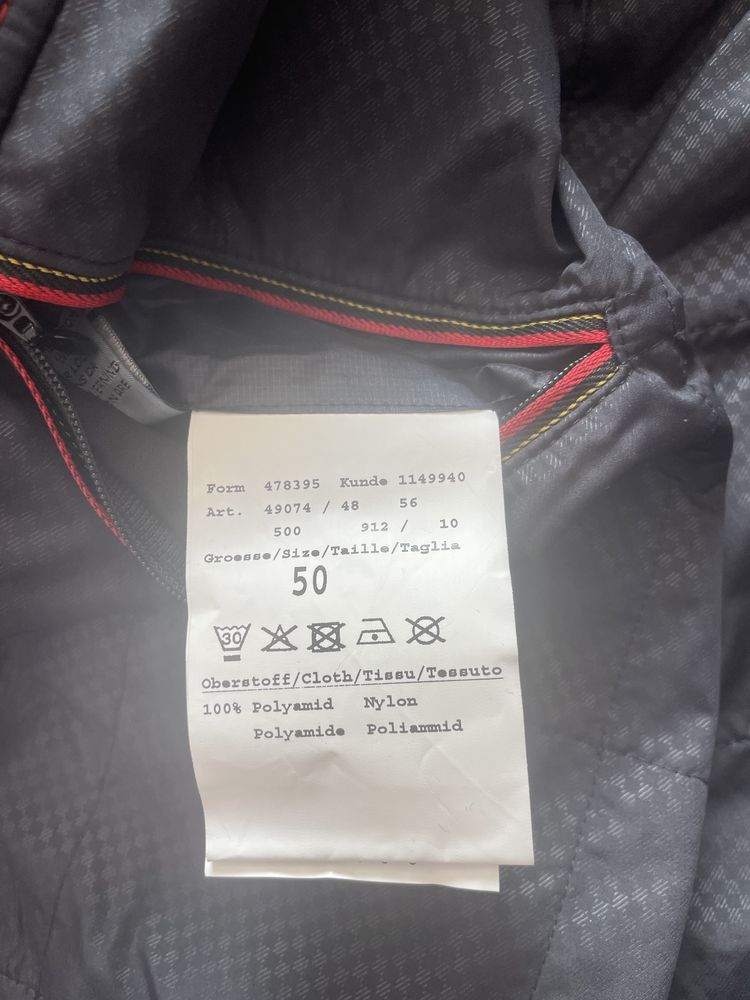 Form 478395 Kunde 1149940
Art. 49074 / 48 56
500 912 / 10
Groesse/Size/Taille/Taglia
50
30
Oberstoff/Cloth/Tissu/Tessuto
100% Polyamid Nylon
Polyamide Poliammid